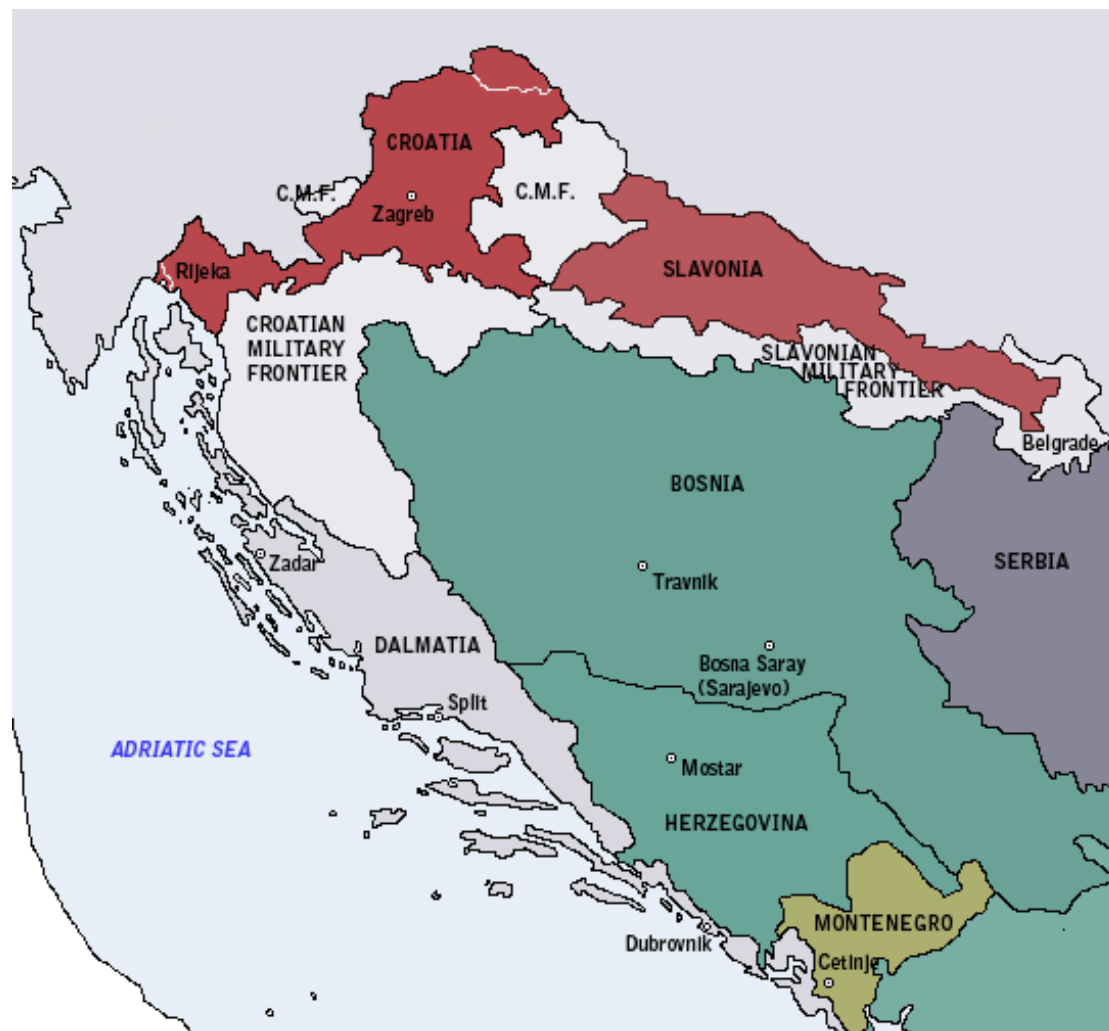 CROATIA
C.M.F.
C.M.F.
Zagreb
Rijeka
SLAVONIA
CROATIAN
MILITARY
FRONTIER
SLAVONIAN
MILITARY
FRONTIER
Belgrade
BOSNIA
SERBIA
Zadar
Travnik
DALMATIA
Bosna Saray
(Sarajevo)
Split
ADRIATIC SEA
Mostar
HERZEGOVINA
MONTENEGRO
Dubrovnik
Cetinje